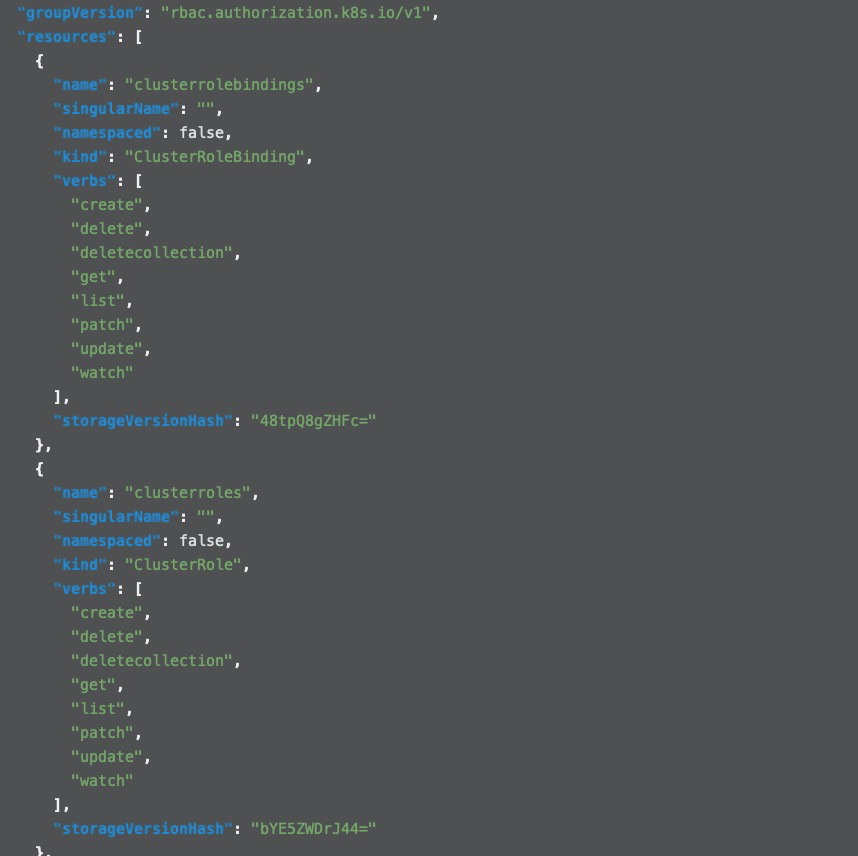 "groupVersion": "rbac.authorization.k8s.io/v1",
"resources": [
{
"name": "clusterrolebindings",
"singularName": "",
"namespaced": false,
"kind": "ClusterRoleBinding",
"verbs": [
"create",
"delete",
"deletecollection",
"get",
"list",
"patch",
"update",
"watch"
],
"storageVersionHash": "48tpQ8gZHFc="
},
{
"name": "clusterroles",
"singularName": "",
"namespaced": false,
"kind": "ClusterRole",
"verbs": [
"create",
"delete",
"deletecollection",
"get",
"list",
"patch",
"update",
"watch"
],
"storageVersionHash": "bYE5ZWDrJ44="
},